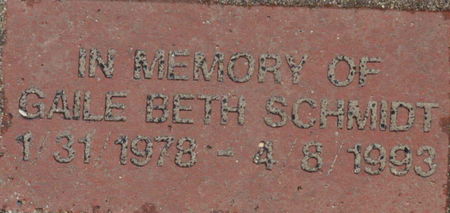 IN MEMORY OF
GAILE BETH SCHMIDT
1/31/1978 - 4/8/1993